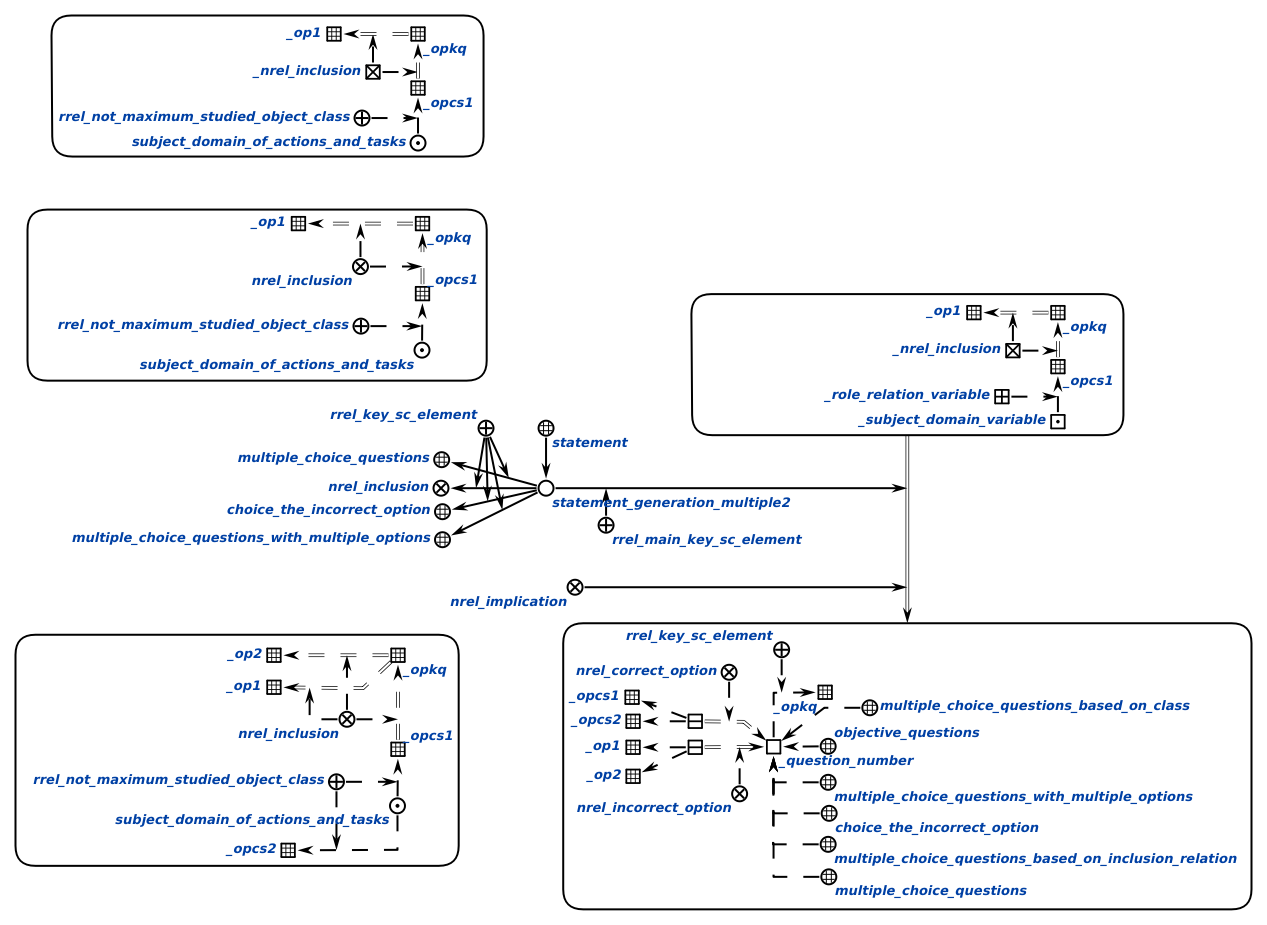 _op1
_opkq
_nrel_inclusion
_opcs1
rrel_not_maximum_studied_object_class
subject_domain_of_actions_and_tasks
_op1
_opkq
nrel_inclusion
_opcs1
rrel_not_maximum_studied_object_class
subject_domain_of_actions_and_tasks
_op1
_opkq
_nrel_inclusion
_opcs1
_role_relation_variable
_subject_domain_variable
rrel_key_sc_element
statement
multiple_choice_questions
nrel_inclusion
statement_generation_multiple2
choice_the_incorrect_option
multiple_choice_questions_with_multiple_options
rrel_main_key_sc_element
nrel_implication
_op2
_opkq
_op1
nrel_inclusion
_opcs1
rrel_not_maximum_studied_object_class
subject_domain_of_actions_and_tasks
_opcs2
rrel_key_sc_element
nrel_correct_option
_opcs1
_opkq
multiple_choice_questions_based_on_class
_opcs2
objective_questions
_op1
_question_number
_op2
multiple_choice_questions_with_multiple_options
nrel_incorrect_option
choice_the_incorrect_option
multiple_choice_questions_based_on_inclusion_relation
multiple_choice_questions